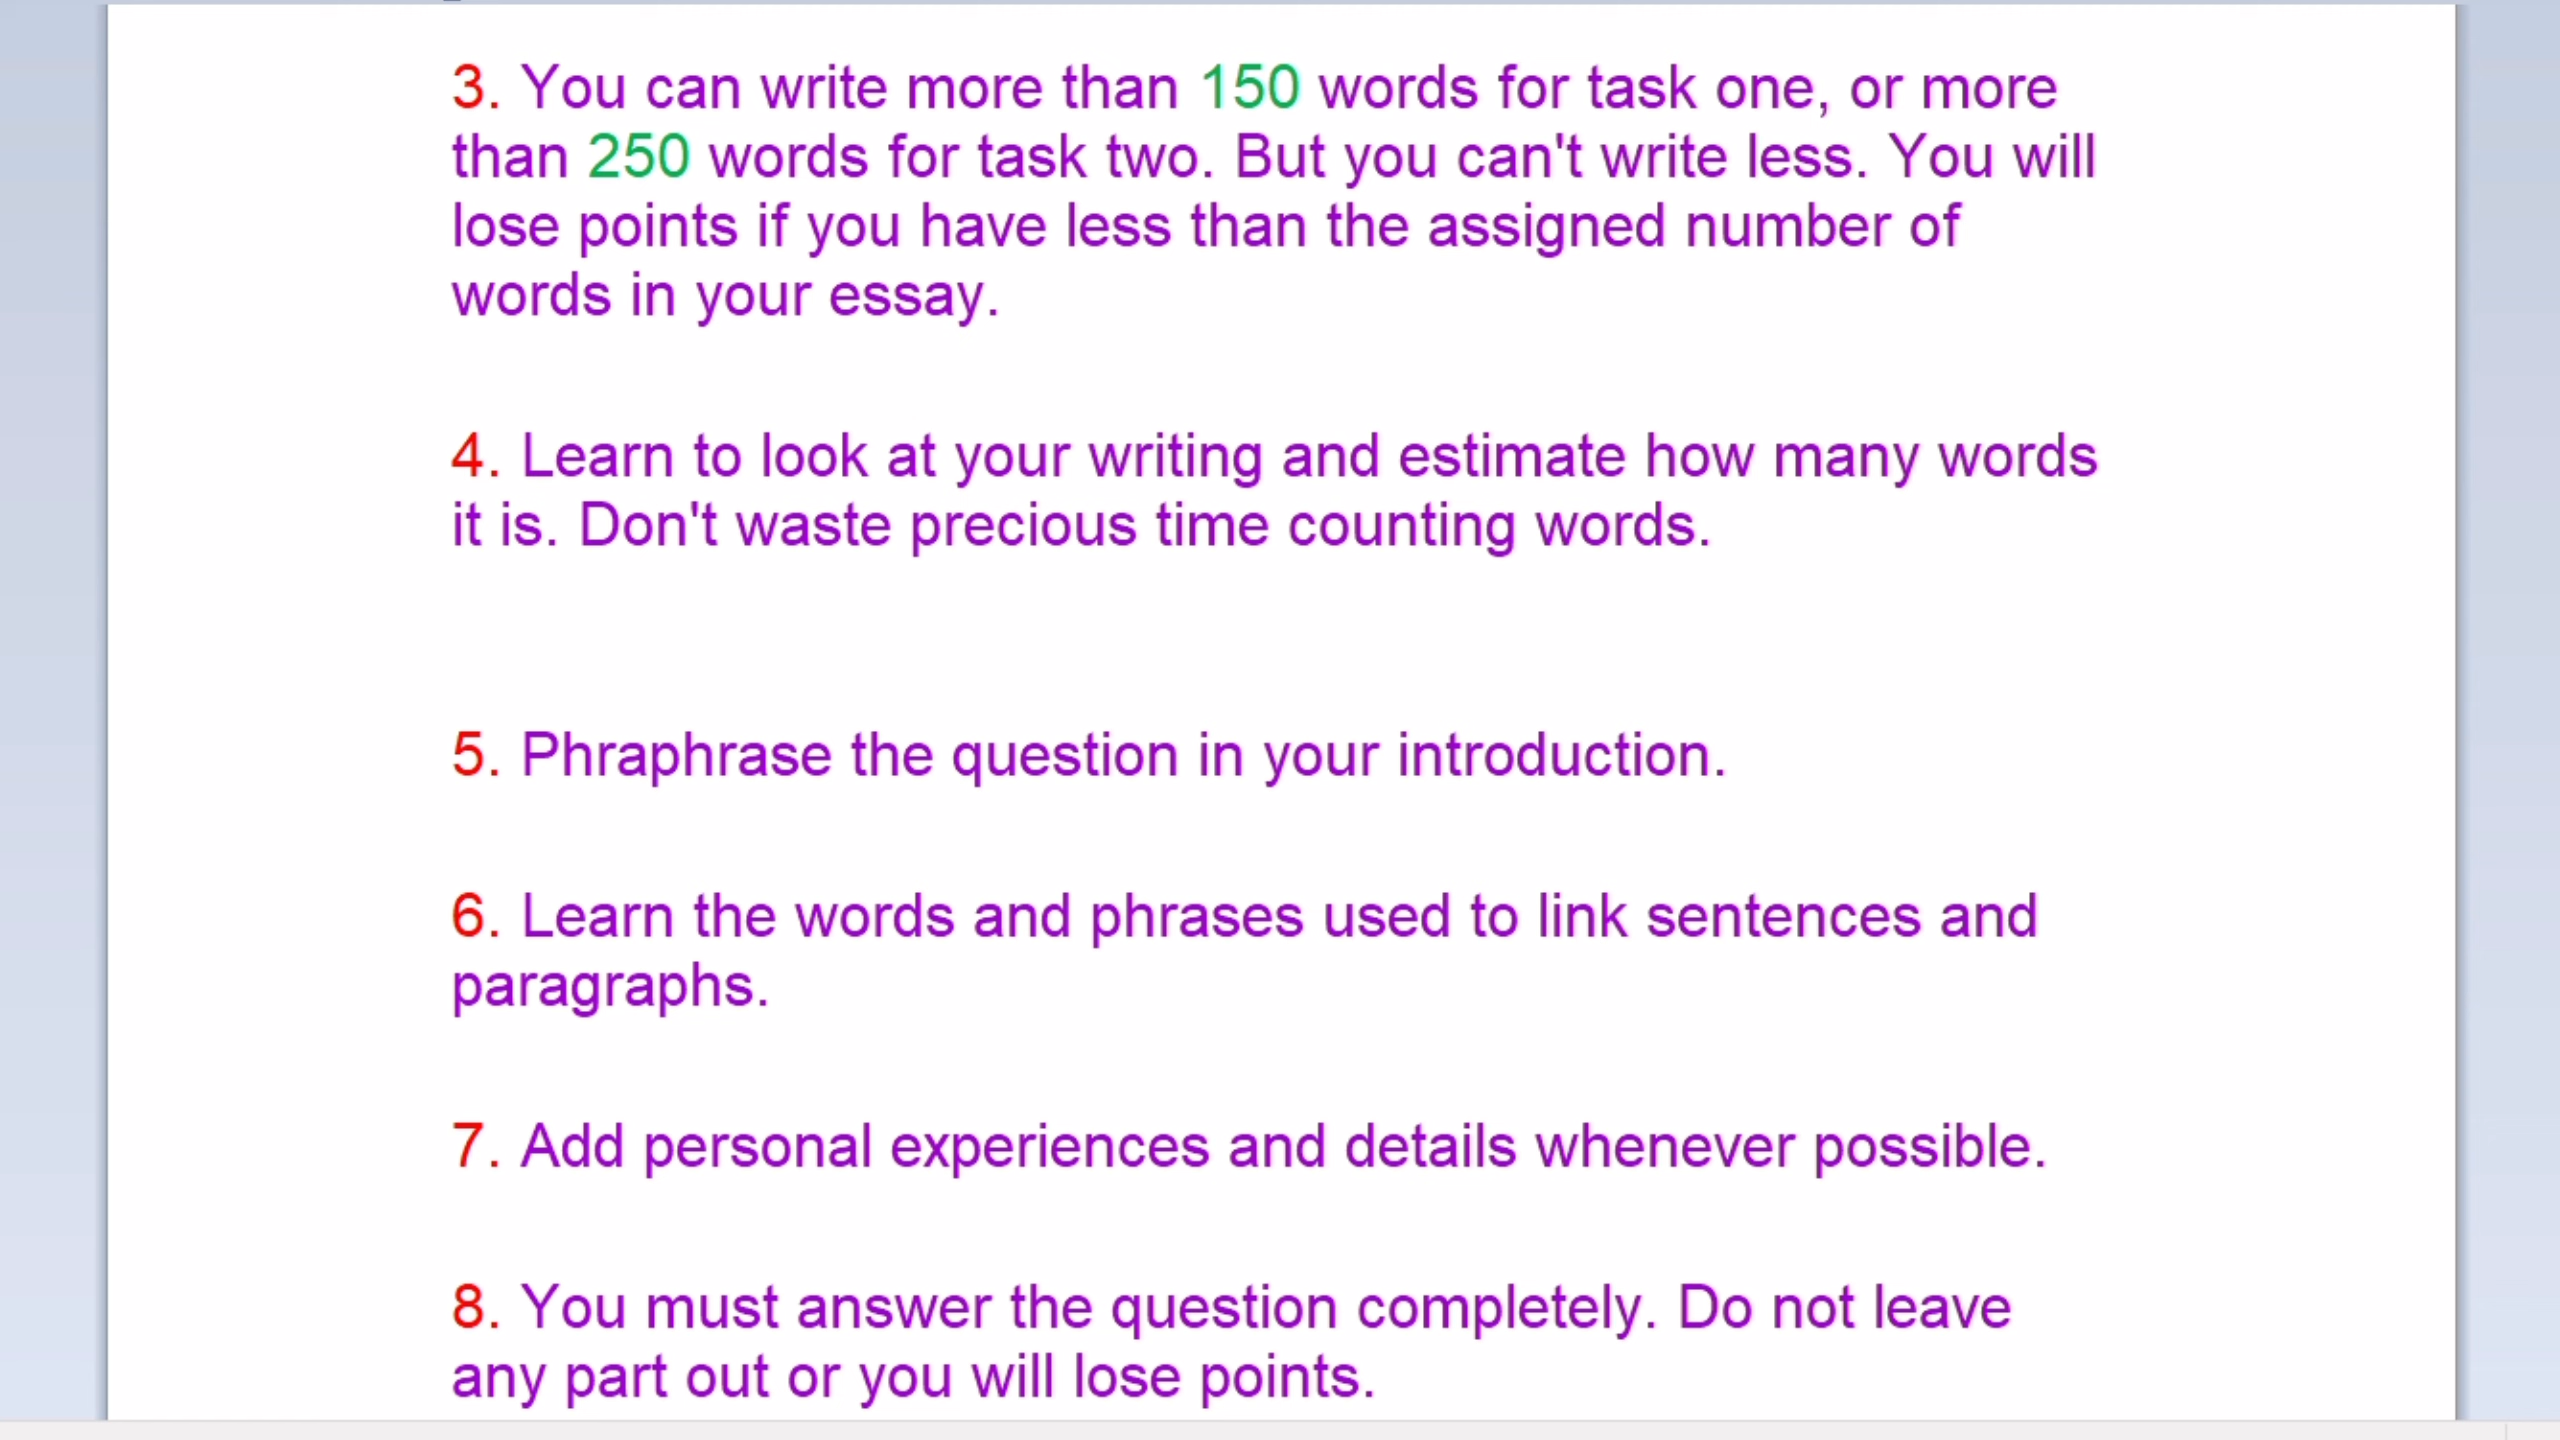 3. You can write more than 150 words for task one, or more
than 250 words for task two. But you can't write less. You will
lose points if you have less than the assigned number of
words in your essay.
4. Learn to look at your writing and estimate how many words
it is. Don't waste precious time counting words.
5. Phraphrase the question in your introduction.
6. Learn the words and phrases used to link sentences and
paragraphs.
7. Add personal experiences and details whenever possible.
8. You must answer the question completely. Do not leave
any part out or you will lose points.